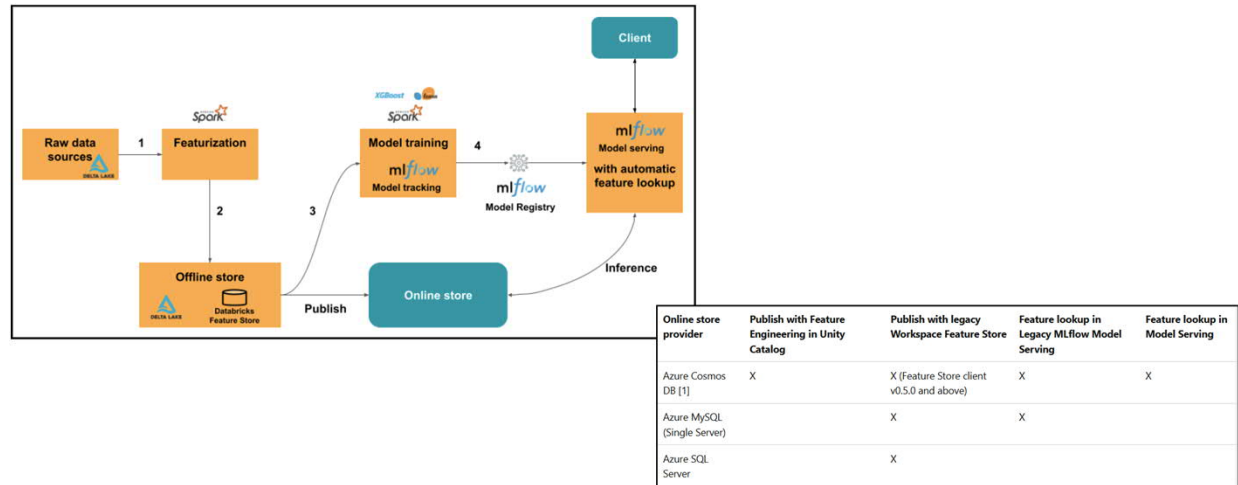 Client
XGBoost
Spark
Spark
Raw data
sources
DELTA LAKE
1
Featurization
Model training
mlflow
Model tracking
4
mlflow
Model Registry
mlflow
Model serving
with automatic
feature lookup
2
3
Offline store
DELTA LAKE
Databricks
Feature Store
Publish
Online store
Inference
Online store
provider
Publish with Feature
Engineering in Unity
Catalog
Publish with legacy
Workspace Feature Store
Feature lookup in
Legacy MLflow Model
Serving
Feature lookup in
Model Serving
Azure Cosmos
DB [1]
X
X (Feature Store client
v0.5.0 and above)
X
X
Azure MySQL
(Single Server)
X
X
Azure SQL
Server
X